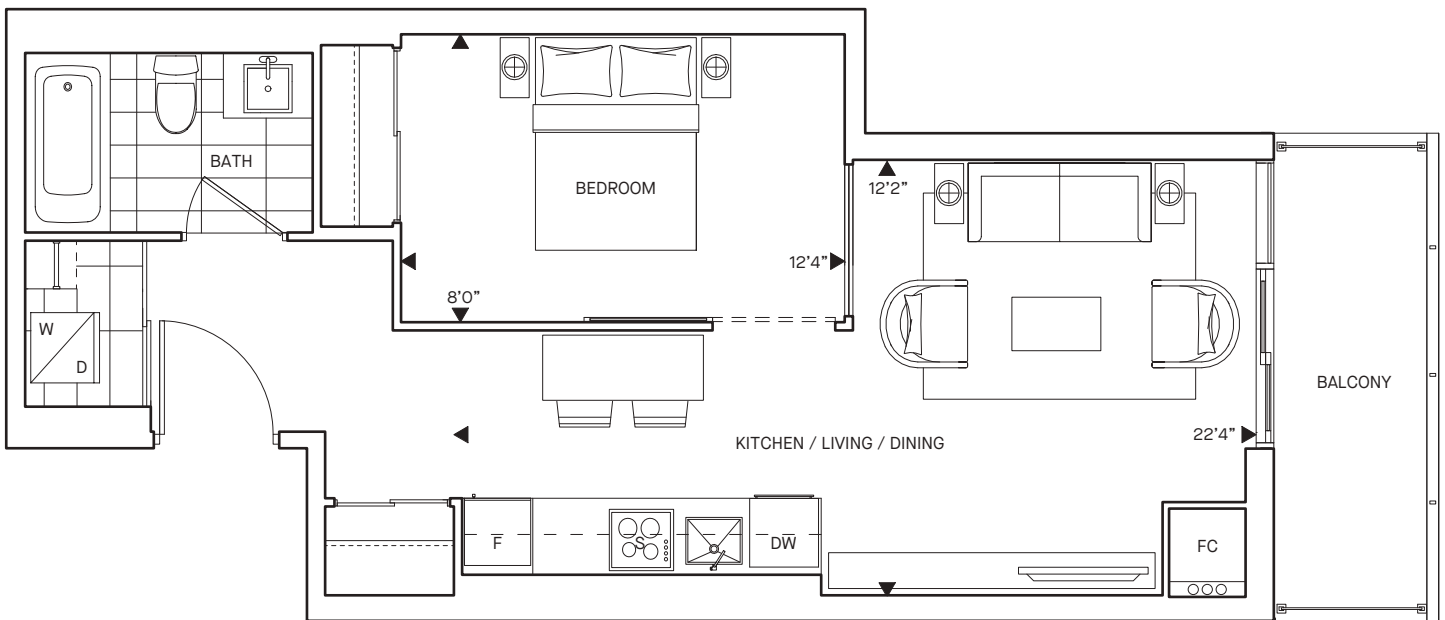 BATH
BEDROOM
12'2"
12'4"
8'0"
W
D
BALCONY
22'4"
KITCHEN / LIVING / DINING
F
S
DW
FC